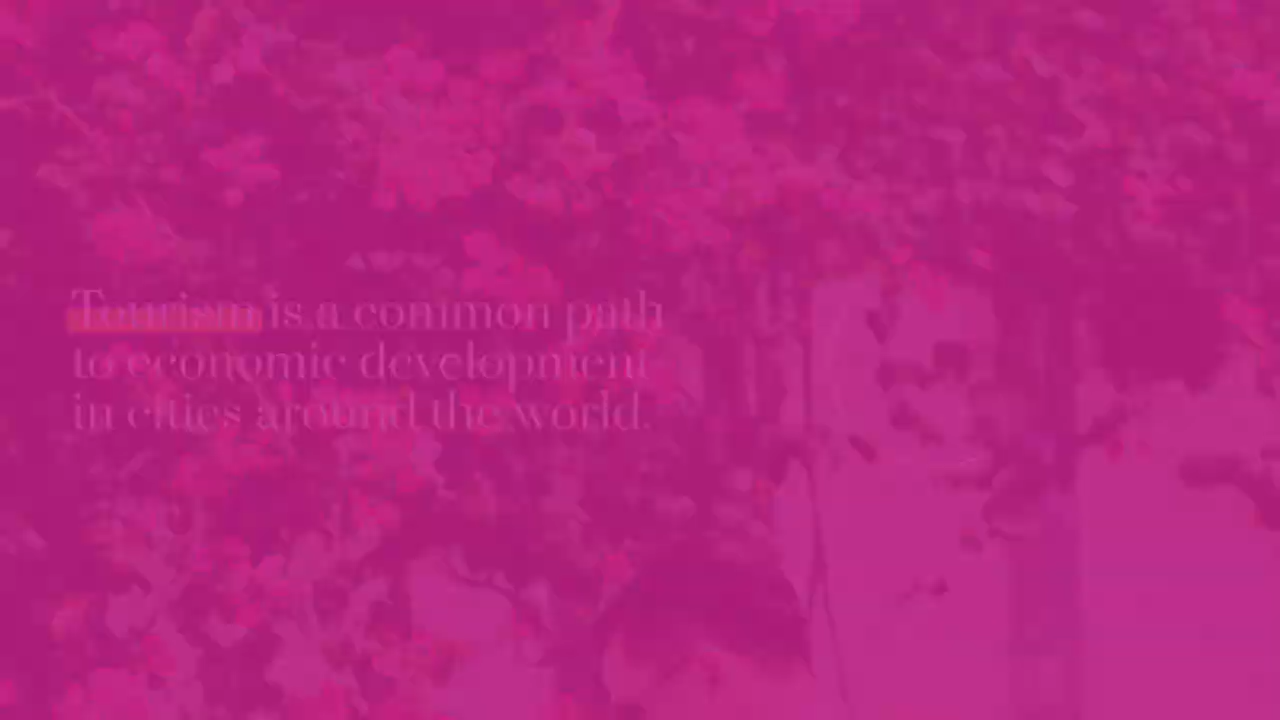 Tourism is a common path
to economic development
in cities around the world.